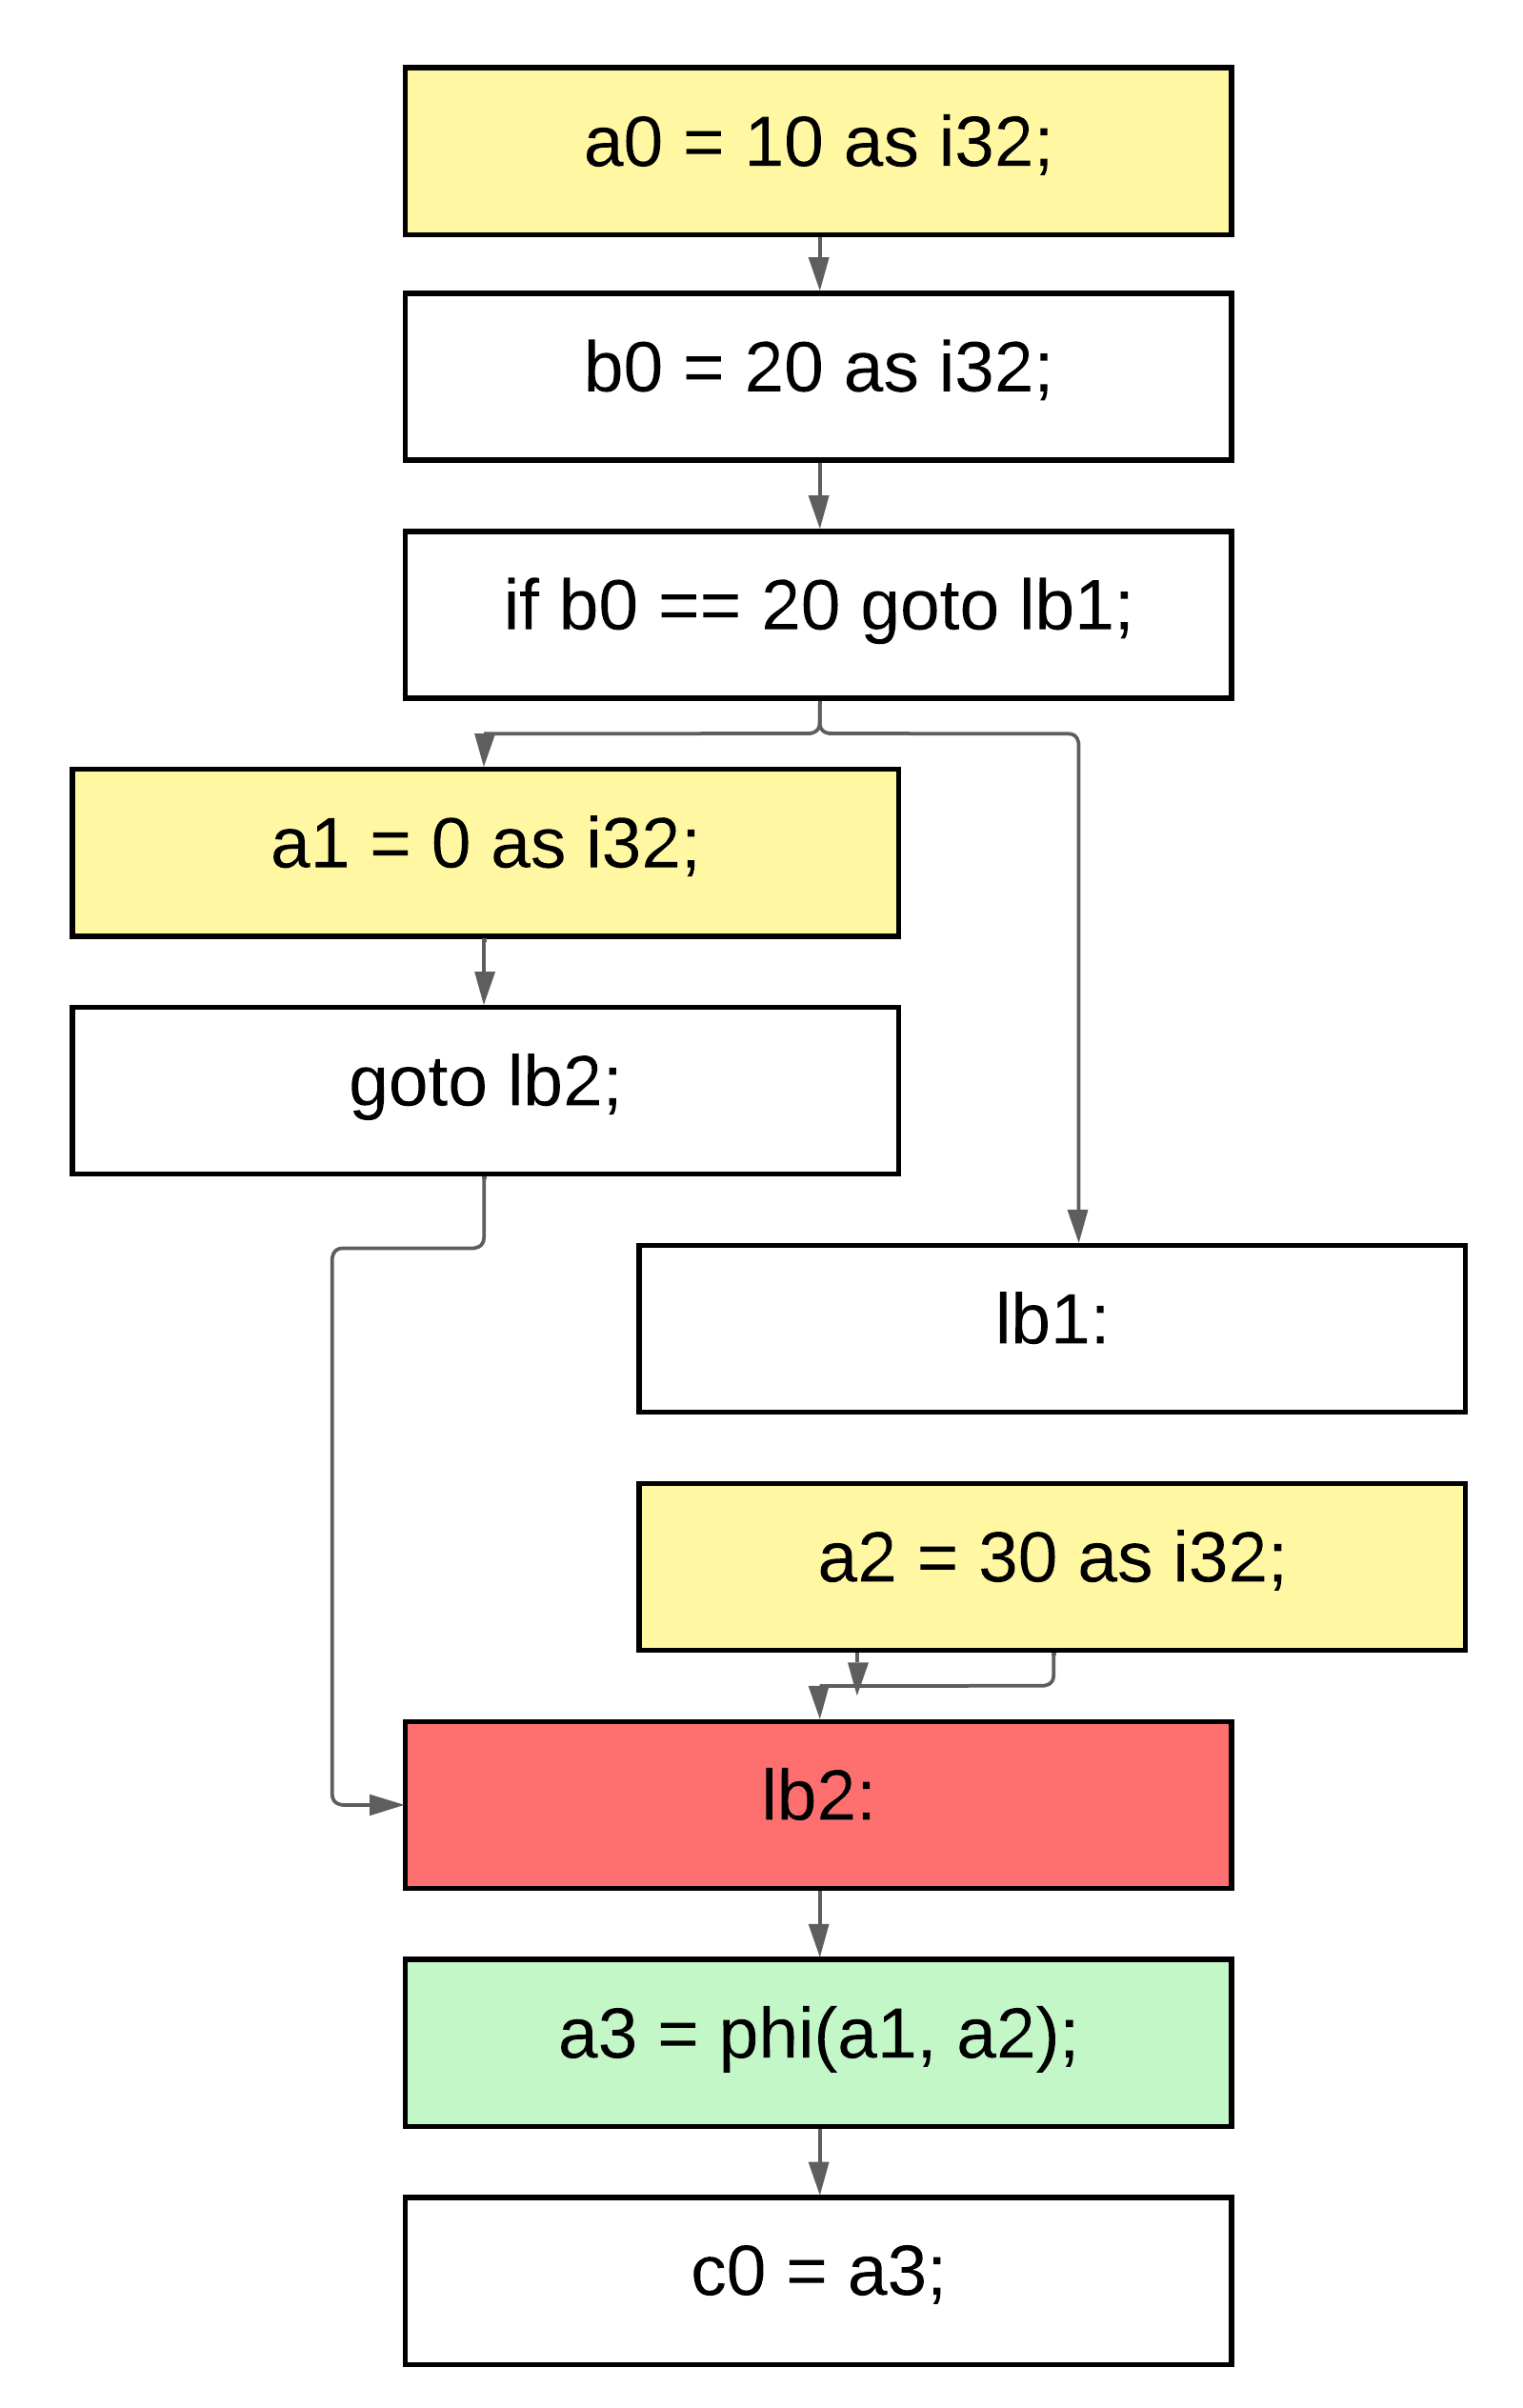 a0 = 10 as i32;
b0 = 20 as i32;
if b0 == 20 goto lb1;
a1 = 0 as i32;
goto lb2;
lb1:
a2 = 30 as i32;
lb2:
a3 = phi(a1, a2);
c0 = a3;